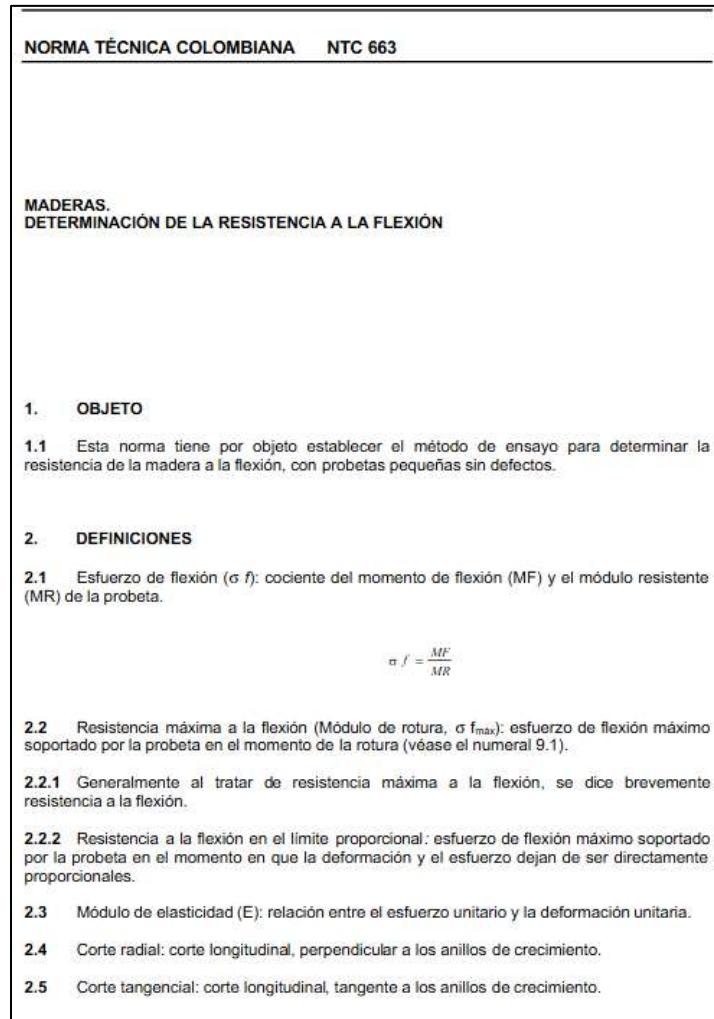 NORMA TÉCNICA COLOMBIANA NTC 663
MADERAS.
DETERMINACIÓN DE LA RESISTENCIA A LA FLEXIÓN
1. OBJETO
1.1 Esta norma tiene por objeto establecer el método de ensayo para determinar la
resistencia de la madera a la flexión, con probetas pequeñas sin defectos.
2. DEFINICIONES
2.1 Esfuerzo de flexión (σ f): cociente del momento de flexión (MF) y el módulo resistente
(MR) de la probeta.
σ f = MF / MR
2.2 Resistencia máxima a la flexión (Módulo de rotura, σ fmáx): esfuerzo de flexión máximo
soportado por la probeta en el momento de la rotura (véase el numeral 9.1).
2.2.1 Generalmente al tratar de resistencia máxima a la flexión, se dice brevemente
resistencia a la flexión.
2.2.2 Resistencia a la flexión en el límite proporcional: esfuerzo de flexión máximo soportado
por la probeta en el momento en que la deformación y el esfuerzo dejan de ser directamente
proporcionales.
2.3 Módulo de elasticidad (E): relación entre el esfuerzo unitario y la deformación unitaria.
2.4 Corte radial: corte longitudinal, perpendicular a los anillos de crecimiento.
2.5 Corte tangencial: corte longitudinal, tangente a los anillos de crecimiento.